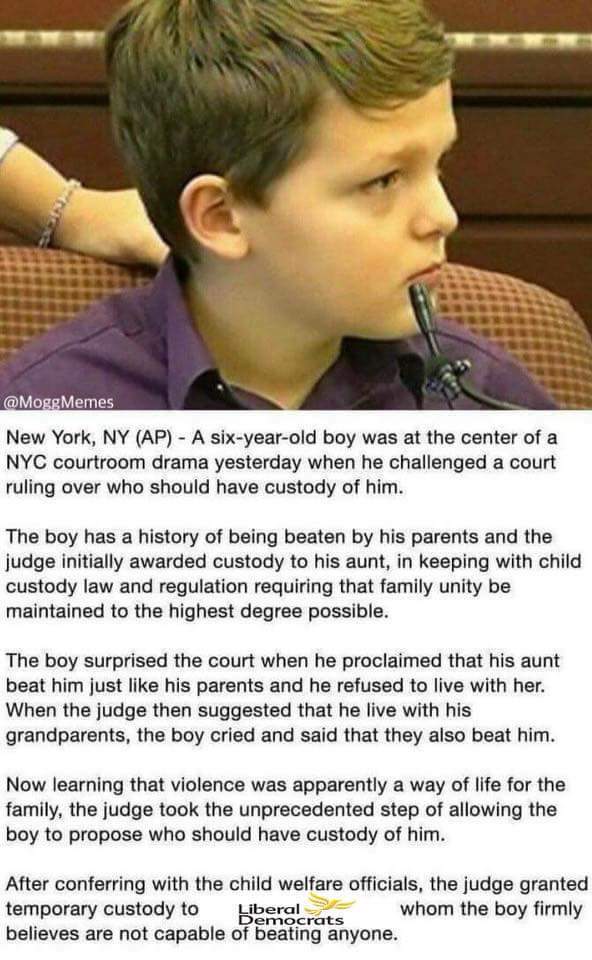 @MoggMemes
New York, NY (AP) - A six-year-old boy was at the center of a
NYC courtroom drama yesterday when he challenged a court
ruling over who should have custody of him.
The boy has a history of being beaten by his parents and the
judge initially awarded custody to his aunt, in keeping with child
custody law and regulation requiring that family unity be
maintained to the highest degree possible.
The boy surprised the court when he proclaimed that his aunt
beat him just like his parents and he refused to live with her.
When the judge then suggested that he live with his
grandparents, the boy cried and said that they also beat him.
Now learning that violence was apparently a way of life for the
family, the judge took the unprecedented step of allowing the
boy to propose who should have custody of him.
After conferring with the child welfare officials, the judge granted
temporary custody to Liberal Democrats whom the boy firmly
believes are not capable of beating anyone.